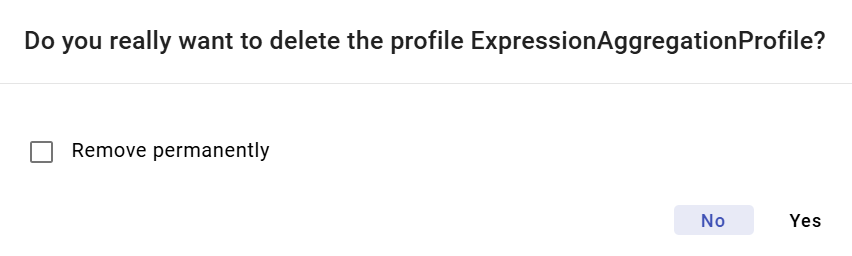 Do you really want to delete the profile ExpressionAggregationProfile?
Remove permanently
No Yes